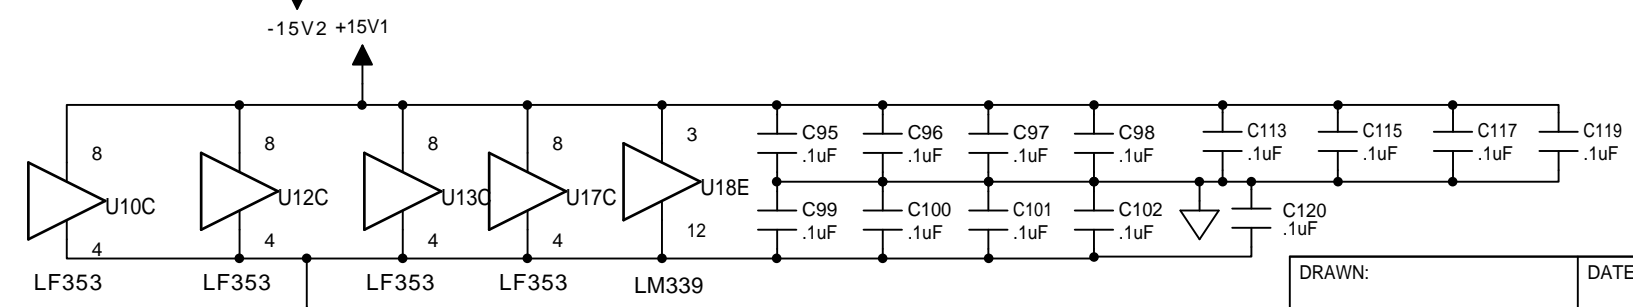 -15V2 +15V1
8 8 8 8 3
C95 C96 C97 C98 C113 C115 C117 C119
.1uF .1uF .1uF .1uF .1uF .1uF .1uF .1uF
U10C U12C U13C U17C U18E
4 4 4 4 12
C99 C100 C101 C102 C120
.1uF .1uF .1uF .1uF .1uF
LF353 LF353 LF353 LF353 LM339
DRAWN: DATE